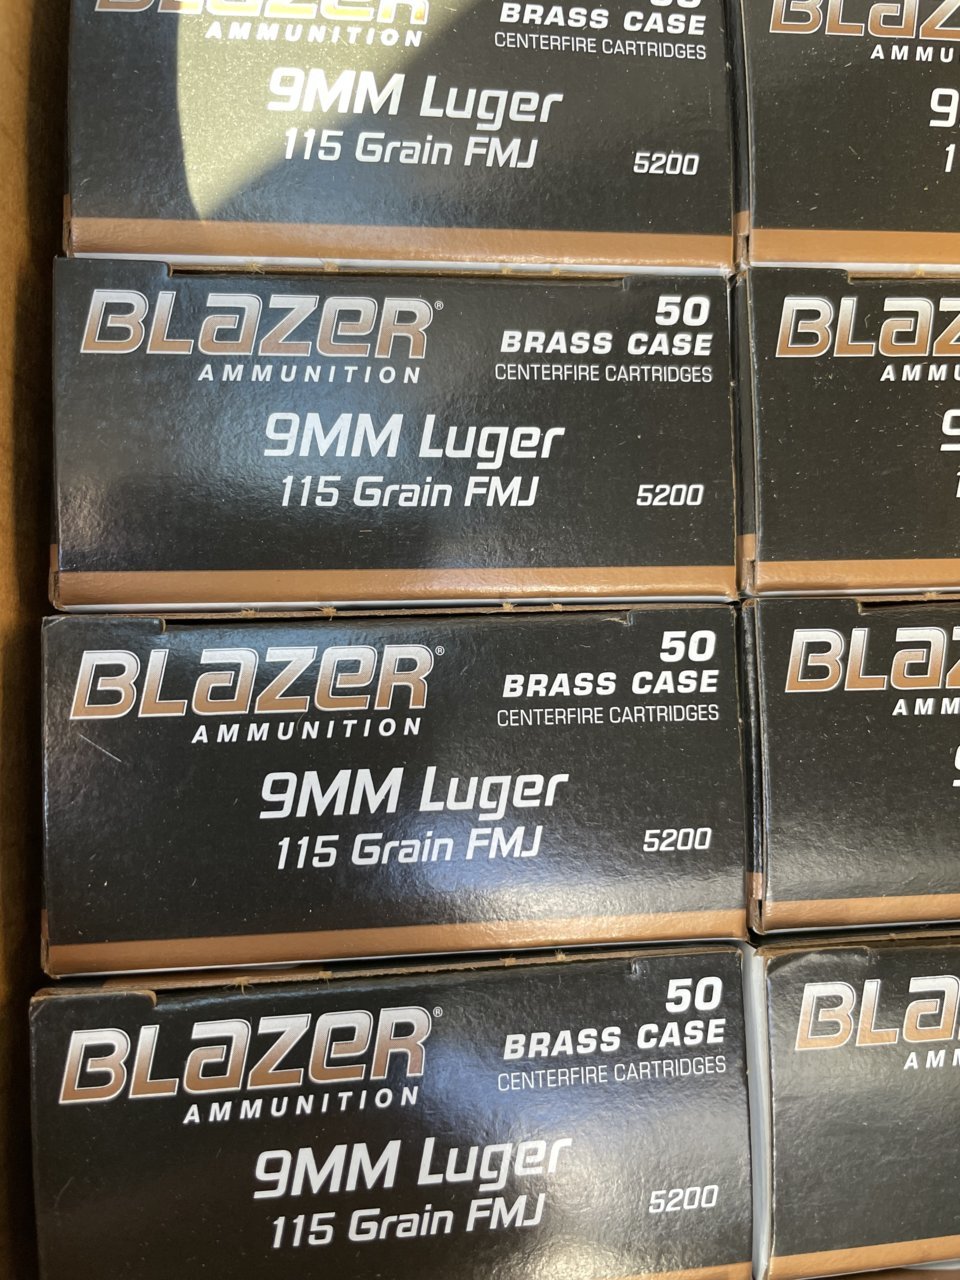 BLaZeR
AMMUNITION
BRASS CASE
CENTERFIRE CARTRIDGES
9MM Luger
115 Grain FMJ
5200
BLaZeR®
AMMUNITION
50
BRASS CASE
CENTERFIRE CARTRIDGES
9MM Luger
115 Grain FMJ
5200
BLaZeR®
AMMUNITION
50
BRASS CASE
CENTERFIRE CARTRIDGES
9MM Luger
115 Grain FMJ
5200
BLaZeR®
AMMUNITION
50
BRASS CASE
CENTERFIRE CARTRIDGES
9MM Luger
115 Grain FMJ
5200